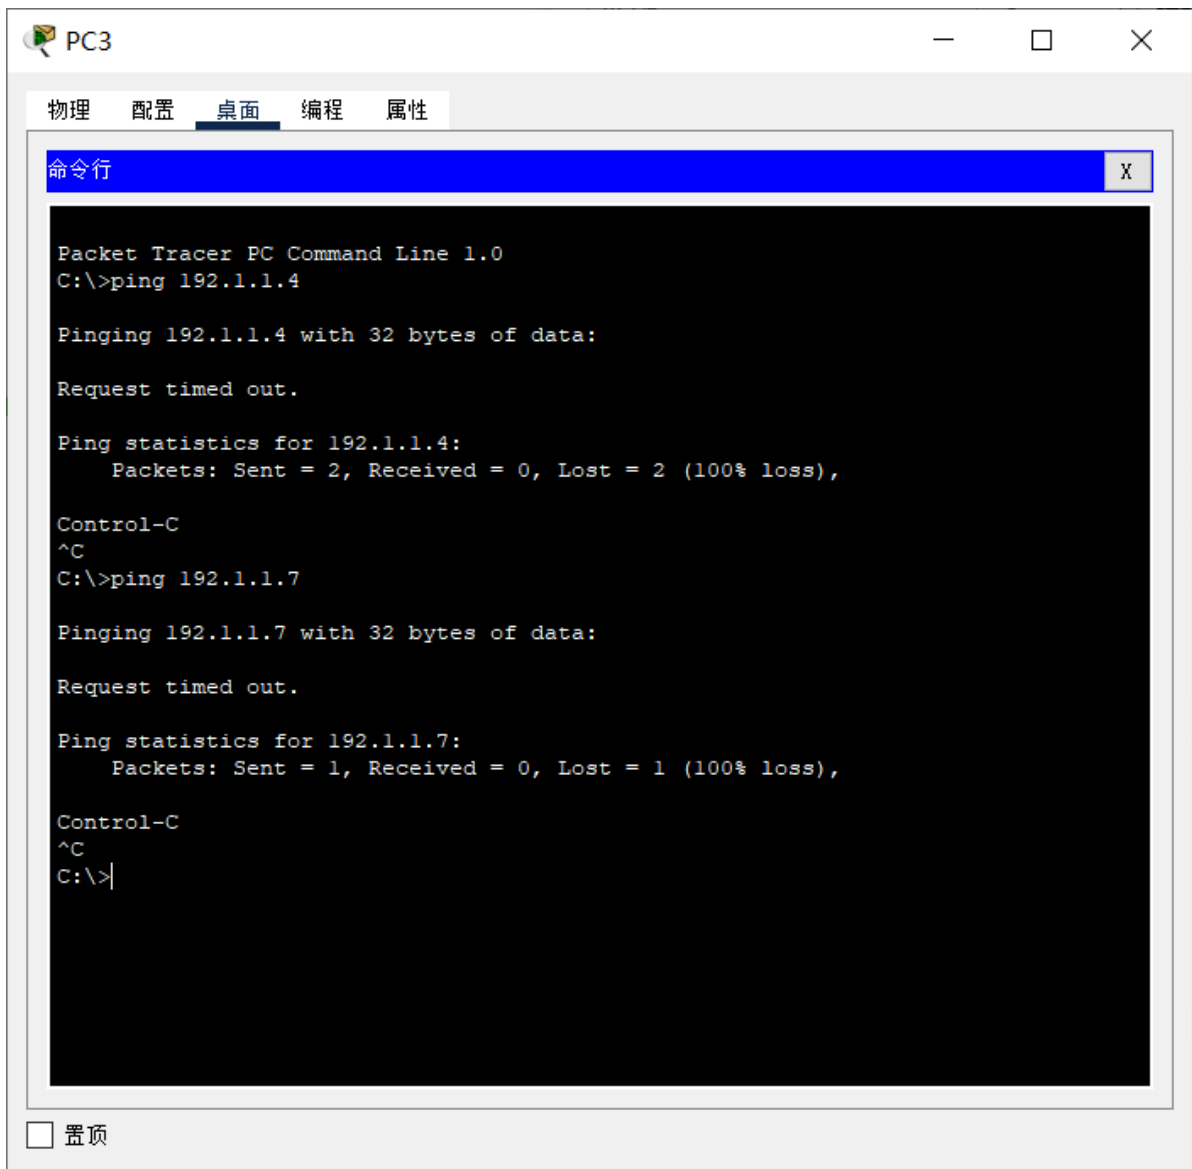 PC3
物理 配置 桌面 编程 属性
命令行 X
Packet Tracer PC Command Line 1.0
C:\>ping 192.1.1.4
Pinging 192.1.1.4 with 32 bytes of data:
Request timed out.
Ping statistics for 192.1.1.4:
    Packets: Sent = 2, Received = 0, Lost = 2 (100% loss),
Control-C
^C
C:\>ping 192.1.1.7
Pinging 192.1.1.7 with 32 bytes of data:
Request timed out.
Ping statistics for 192.1.1.7:
    Packets: Sent = 1, Received = 0, Lost = 1 (100% loss),
Control-C
^C
C:\>
置顶